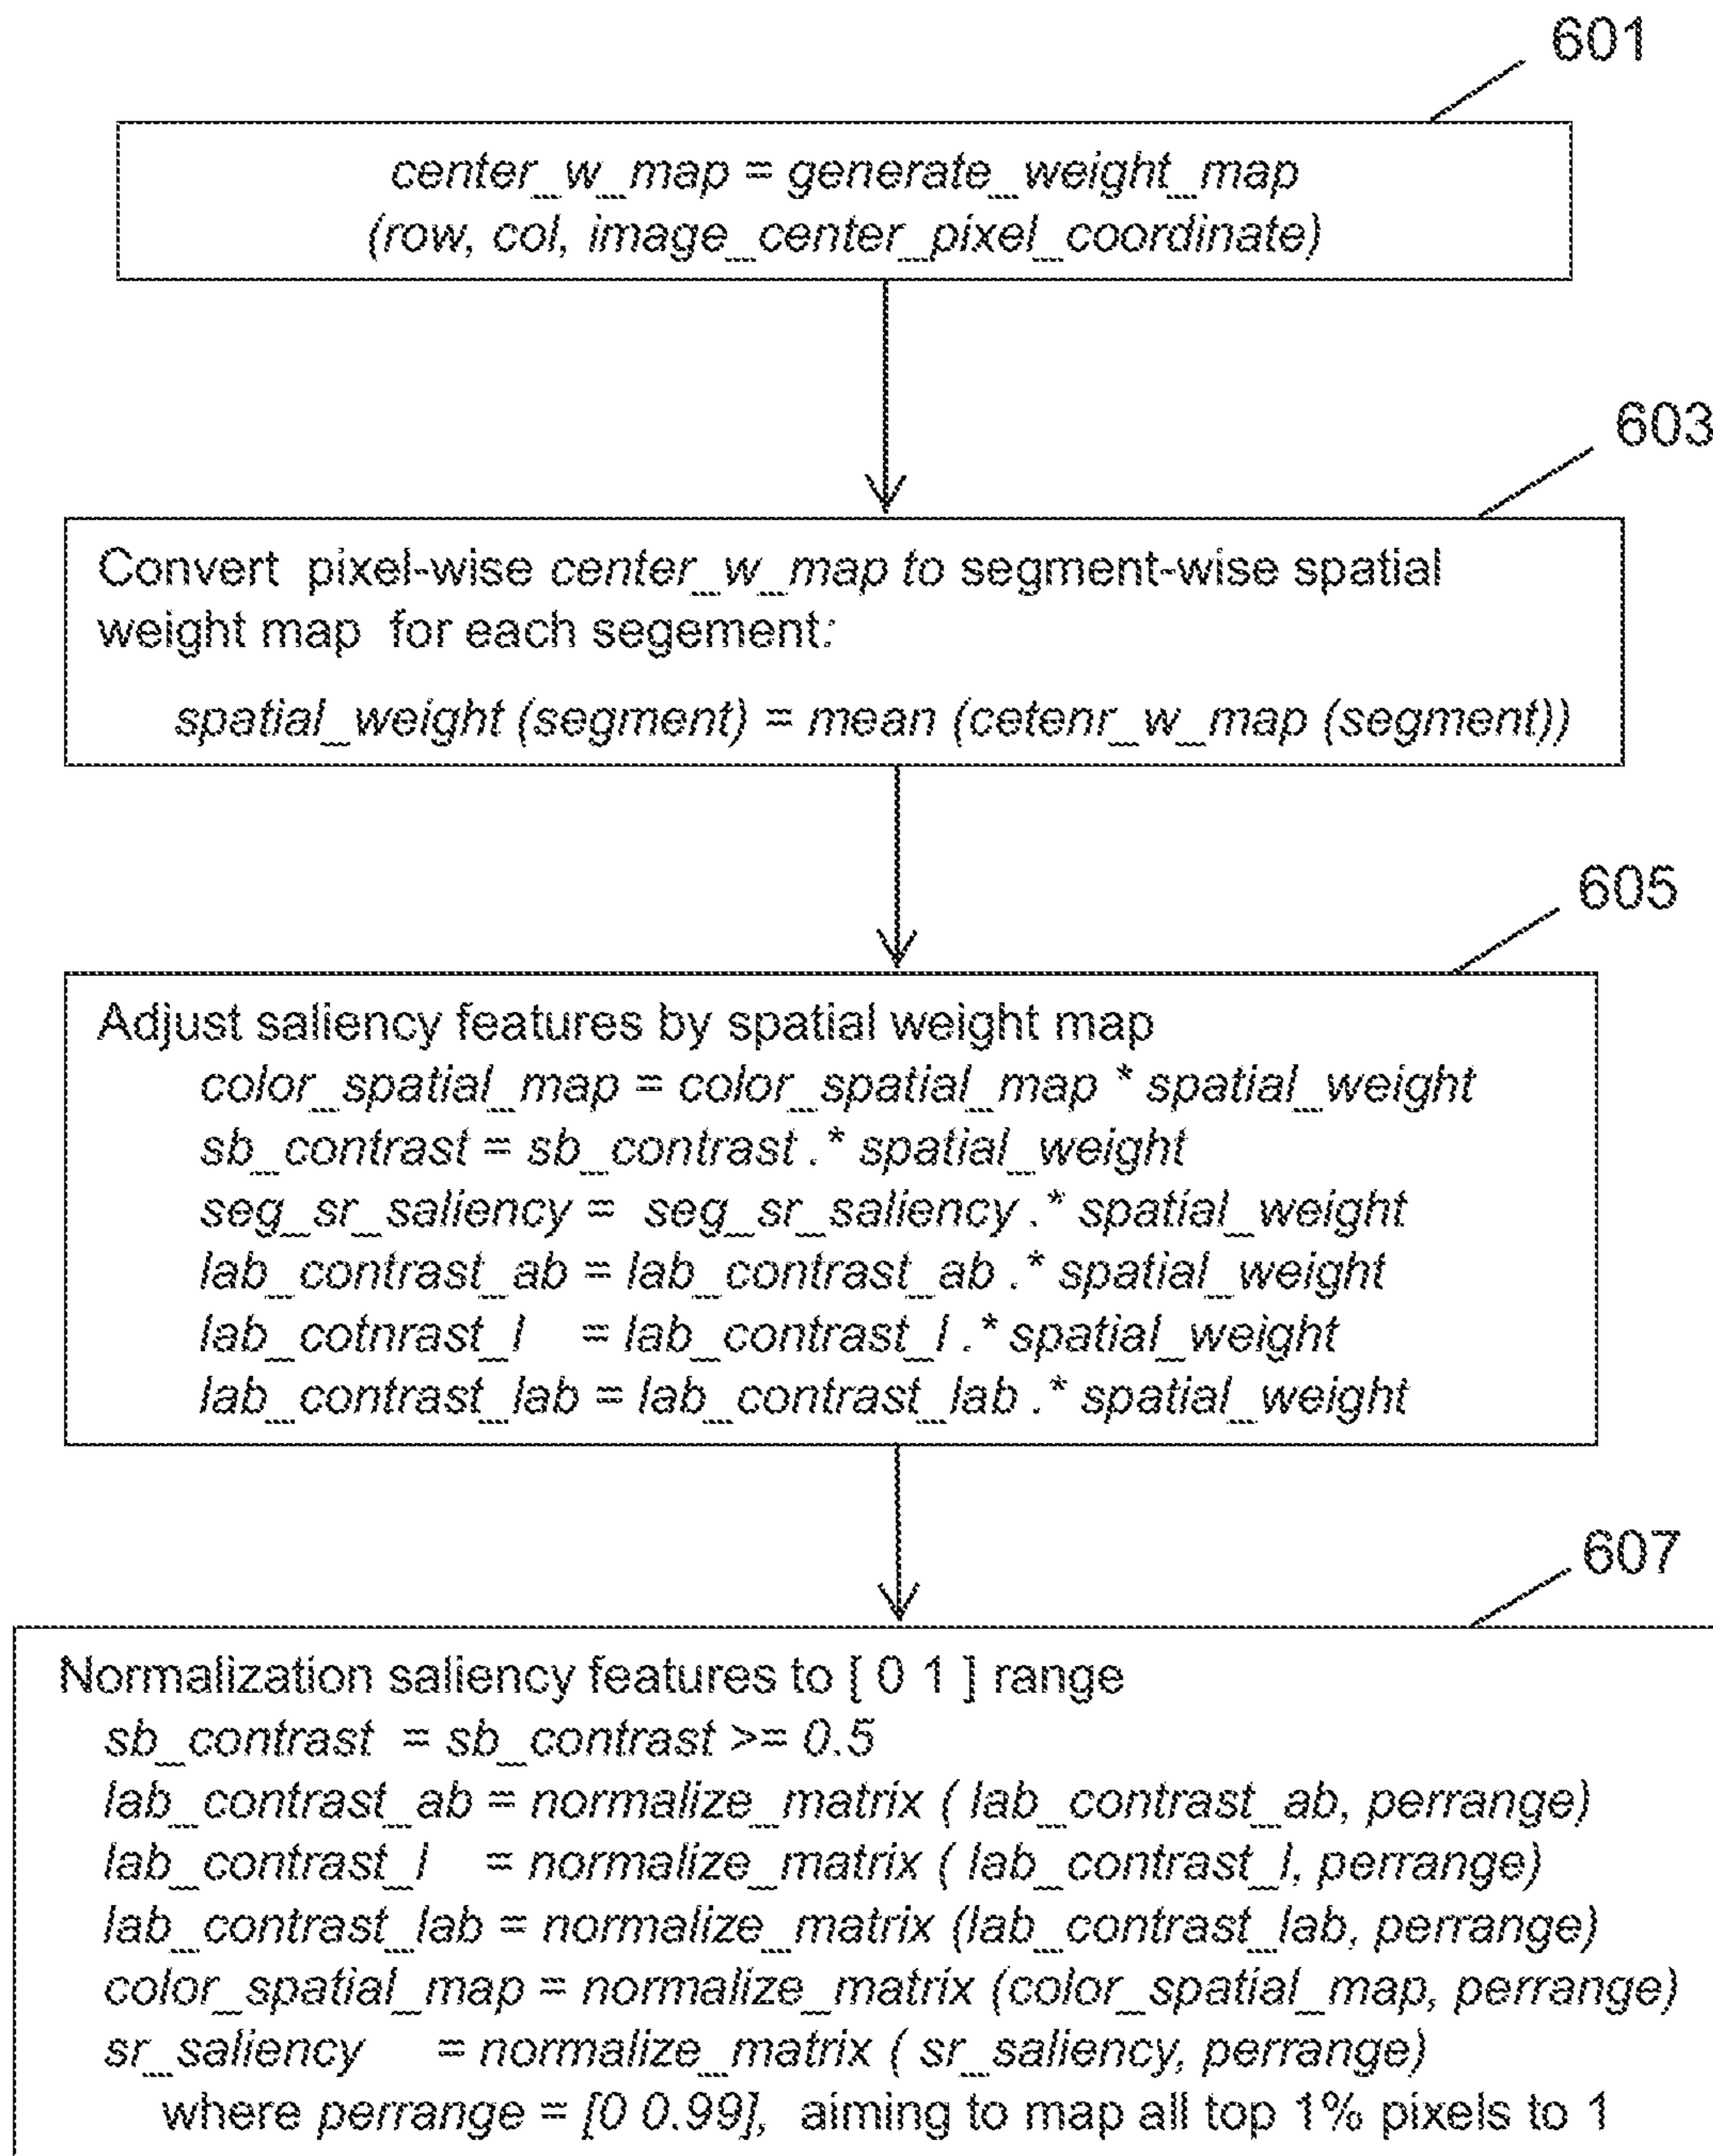 601
center_w_map = generate_weight_map
(row, col, image_center_pixel_coordinate)
603
Convert pixel-wise center_w_map to segment-wise spatial
weight map for each segement:
spatial_weight (segment) = mean (cetenr_w_map (segment))
605
Adjust saliency features by spatial weight map
color_spatial_map = color_spatial_map * spatial_weight
sb_contrast = sb_contrast .* spatial_weight
seg_sr_saliency = seg_sr_saliency .* spatial_weight
lab_contrast_ab = lab_contrast_ab .* spatial_weight
lab_cotnrast_l = lab_contrast_l .* spatial_weight
lab_contrast_lab = lab_contrast_lab .* spatial_weight
607
Normalization saliency features to [ 0 1 ] range
sb_contrast = sb_contrast >= 0.5
lab_contrast_ab = normalize_matrix ( lab_contrast_ab, perrange)
lab_contrast_l = normalize_matrix ( lab_contrast_l, perrange)
lab_contrast_lab = normalize_matrix (lab_contrast_lab, perrange)
color_spatial_map = normalize_matrix (color_spatial_map, perrange)
sr_saliency = normalize_matrix ( sr_saliency, perrange)
where perrange = [0 0.99], aiming to map all top 1% pixels to 1